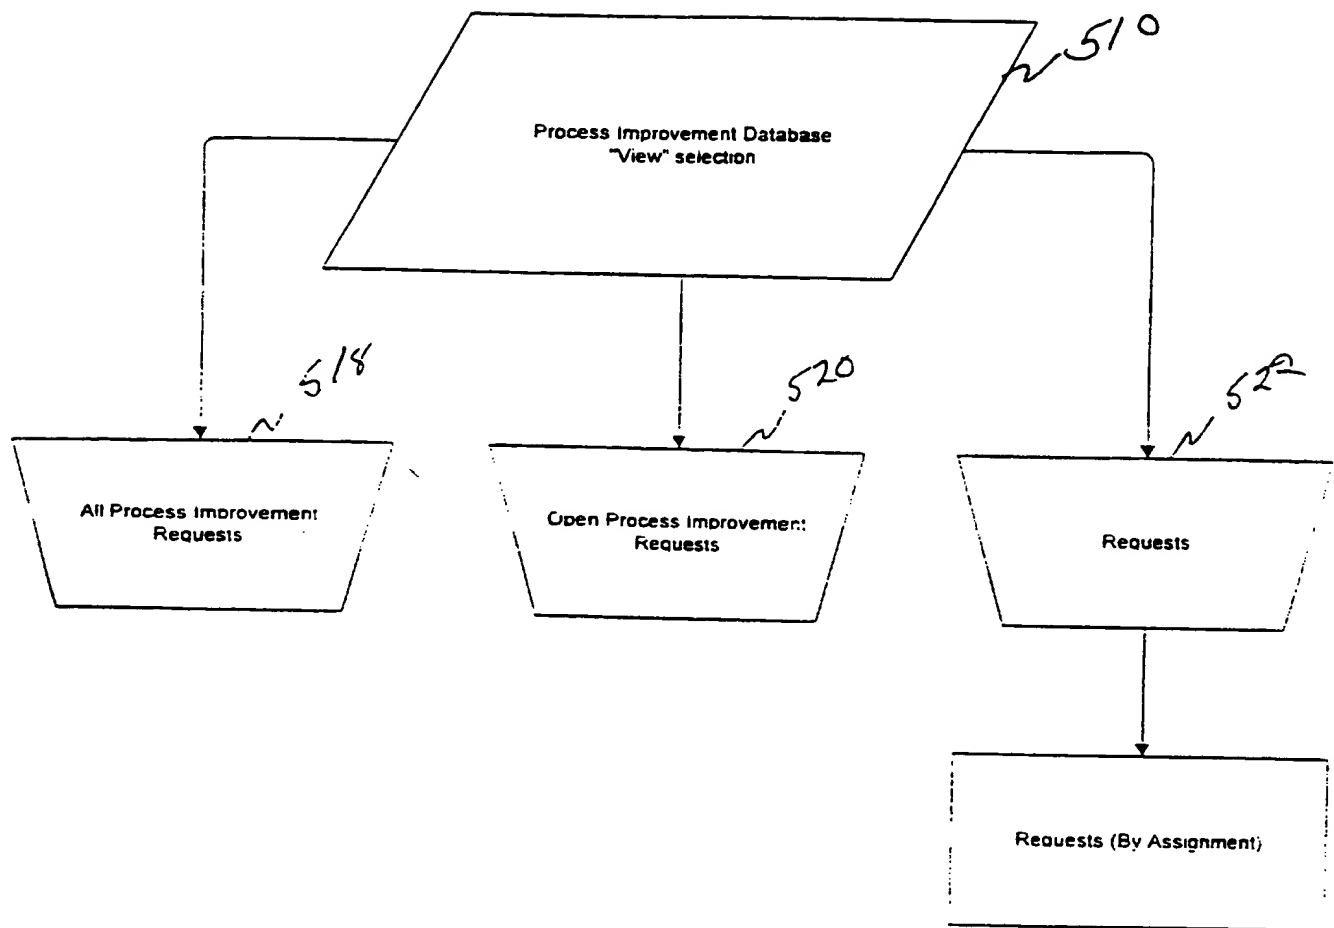 510
Process Improvement Database
"View" selection
518
520
522
All Process Improvement
Requests
Open Process Improvement
Requests
Requests
Requests (By Assignment)